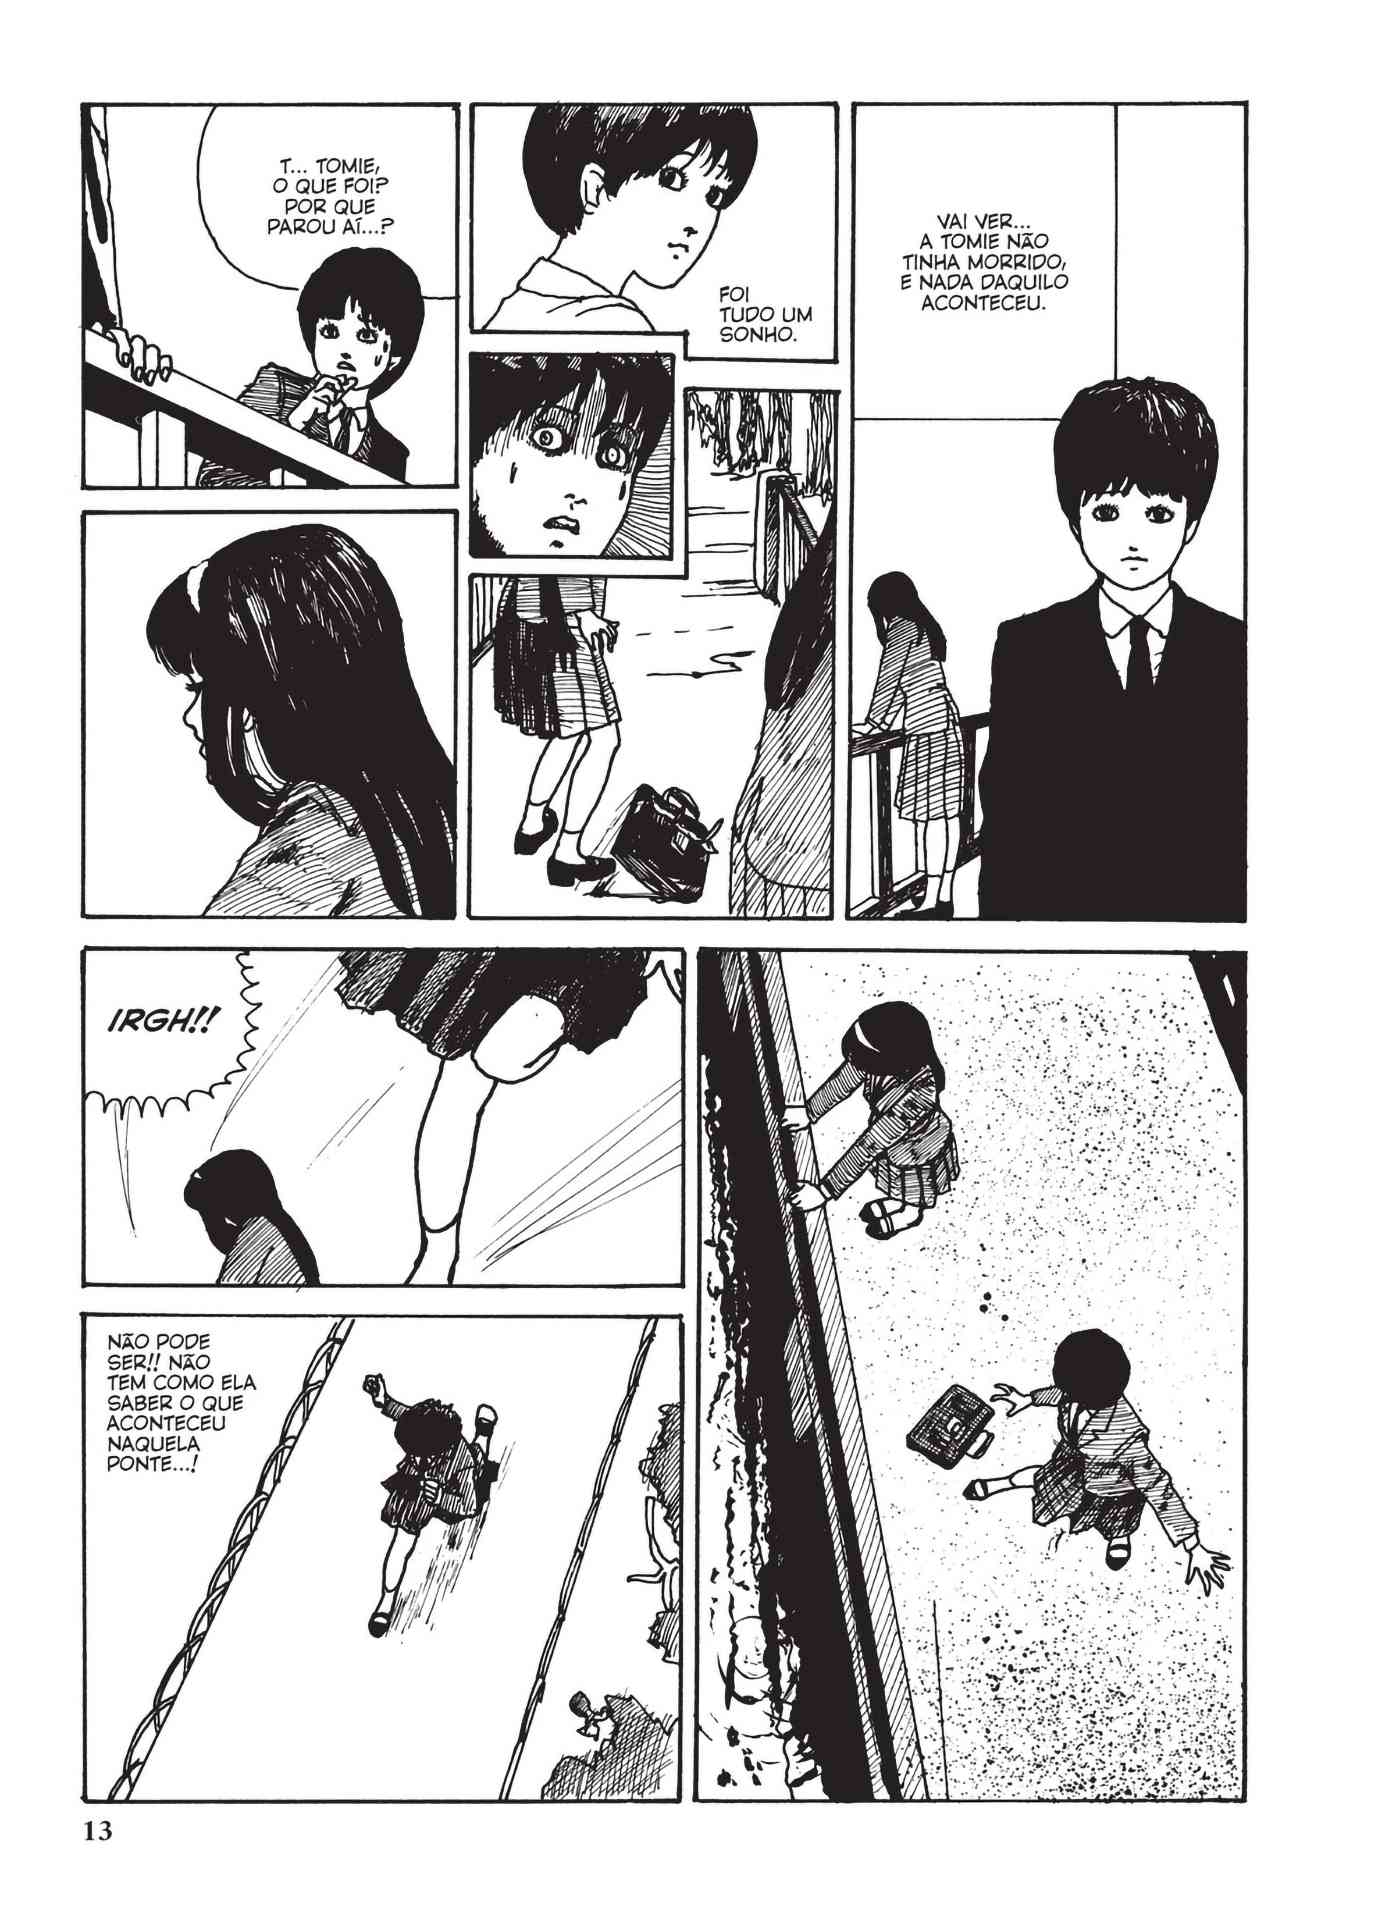 VAI VER...
A TOMIE NÃO
TINHA MORRIDO,
E NADA DAQUILO
ACONTECEU.
FOI
TUDO UM
SONHO.
T... TOMIE,
O QUE FOI?
POR QUE
PAROU AÍ...?
IRGH!!
NÃO PODE
SER!! NÃO
TEM COMO ELA
SABER O QUE
ACONTECEU
NAQUELA
PONTE...!
13